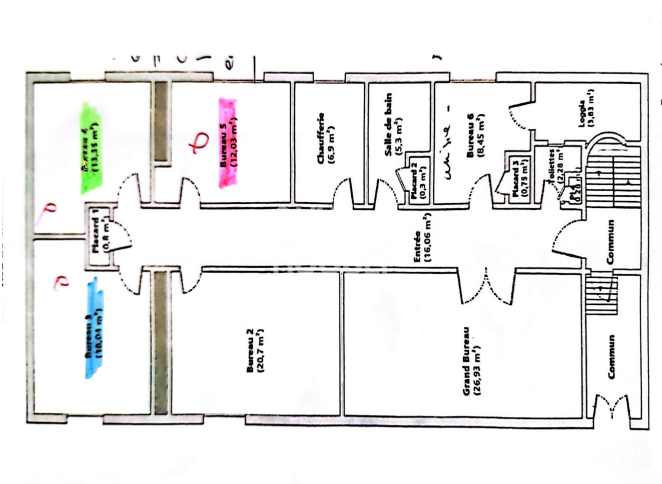 Bureau 4
(13,35 m²)
Bureau 5
(12,03 m²)
Chaufferie
(6,9 m²)
Salle de bain
(5,3 m²)
Placard 2
(0,3 m²)
cuisine -
Bureau 6
(8,45 m²)
Placard 3
(0,75 m²)
Loggia
(3,83 m²)
Toilettes
(2,28 m²)
Placard 1
(0,8 m²)
Entrée
(16,06 m²)
Commun
Bureau 3
(18,04 m²)
Bureau 2
(20,7 m²)
Grand Bureau
(26,93 m²)
Commun